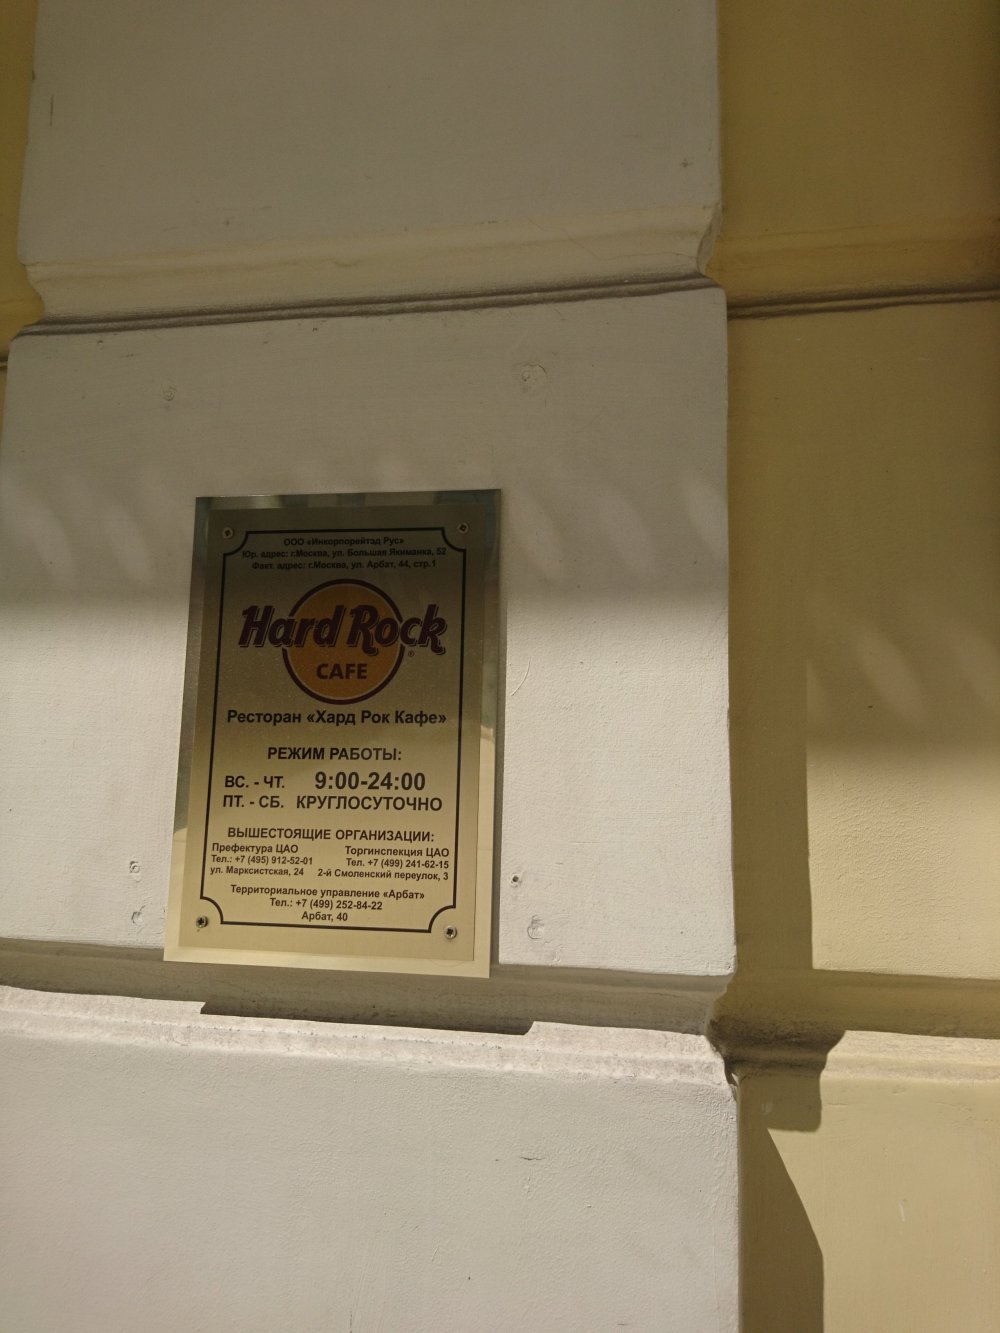 ООО «Инкорпорейтэд Рус»
Юр. адрес: г.Москва, ул. Большая Якиманка, 52
Факт. адрес: г.Москва, ул. Арбат, 44, стр.1
Hard Rock ®
CAFE
Ресторан «Хард Рок Кафе»
РЕЖИМ РАБОТЫ:
ВС. - ЧТ. 9:00-24:00
ПТ. - СБ. КРУГЛОСУТОЧНО
ВЫШЕСТОЯЩИЕ ОРГАНИЗАЦИИ:
Префектура ЦАО Торгинспекция ЦАО
Тел.: +7 (495) 912-52-01 Тел. +7 (499) 241-62-15
ул. Марксистская, 24 2-й Смоленский переулок, 3
Территориальное управление «Арбат»
Тел.: +7 (499) 252-84-22
Арбат, 40